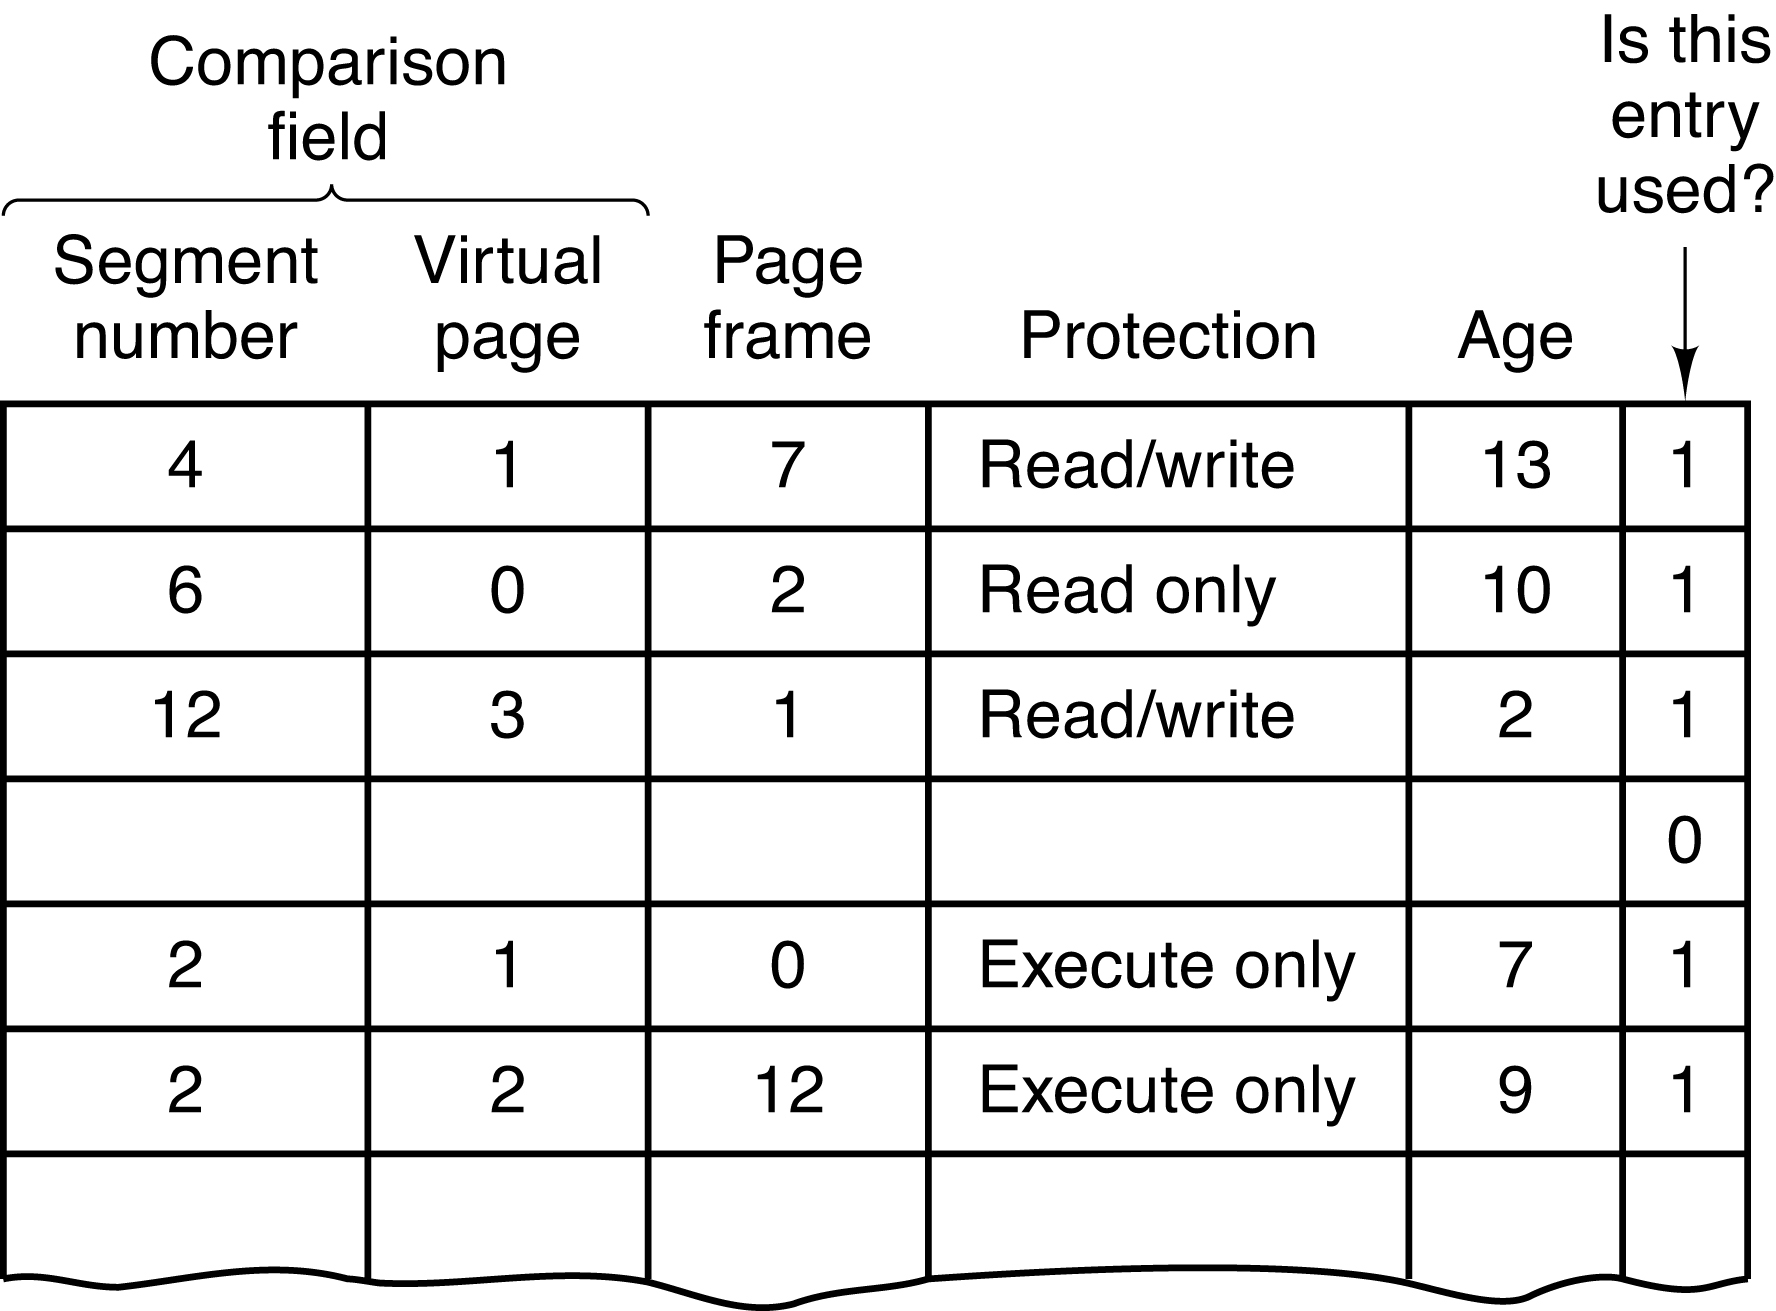 Comparison
field
Is this
entry
used?
Segment
number
Virtual
page
Page
frame
Protection
Age
4 1 7 Read/write 13 1
6 0 2 Read only 10 1
12 3 1 Read/write 2 1
0
2 1 0 Execute only 7 1
2 2 12 Execute only 9 1